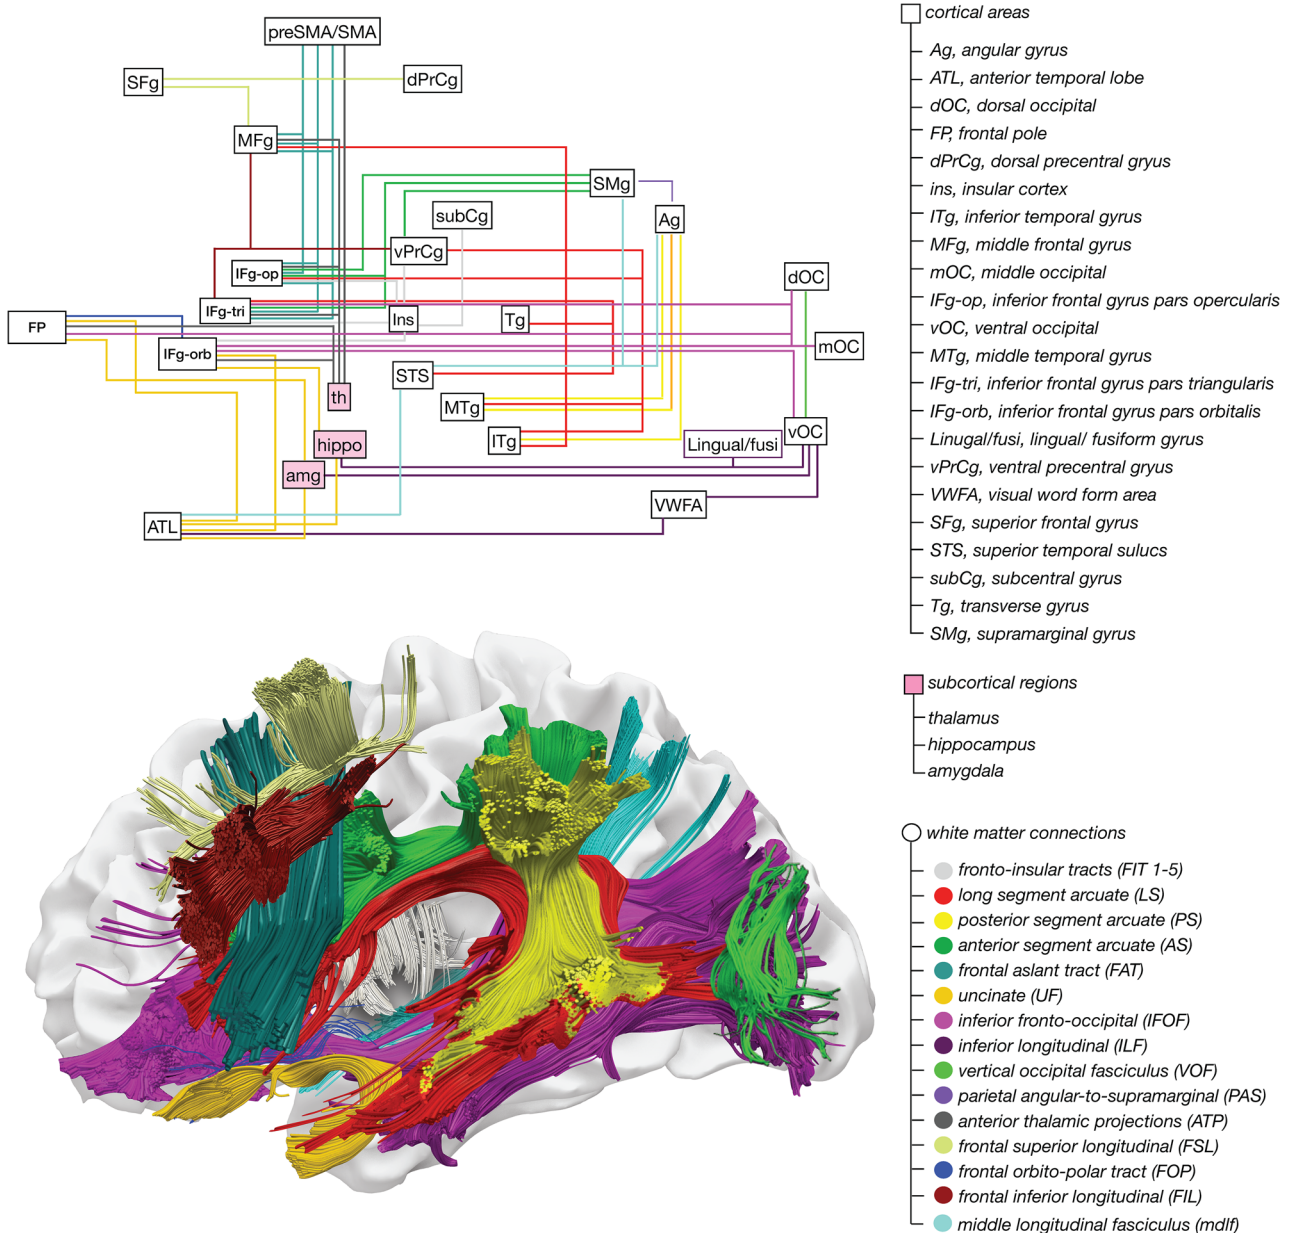 preSMA/SMA
SFg
dPrCg
MFg
SMg
subCg
Ag
vPrCg
IFg-op
dOC
IFg-tri
Ins
Tg
FP
mOC
IFg-orb
STS
th
MTg
vOC
ITg
hippo
Lingual/fusi
amg
VWFA
ATL
cortical areas
Ag, angular gyrus
ATL, anterior temporal lobe
dOC, dorsal occipital
FP, frontal pole
dPrCg, dorsal precentral gryus
ins, insular cortex
ITg, inferior temporal gyrus
MFg, middle frontal gyrus
mOC, middle occipital
IFg-op, inferior frontal gyrus pars opercularis
vOC, ventral occipital
MTg, middle temporal gyrus
IFg-tri, inferior frontal gyrus pars triangularis
IFg-orb, inferior frontal gyrus pars orbitalis
Linugal/fusi, lingual/ fusiform gyrus
vPrCg, ventral precentral gryus
VWFA, visual word form area
SFg, superior frontal gyrus
STS, superior temporal sulucs
subCg, subcentral gyrus
Tg, transverse gyrus
SMg, supramarginal gyrus
subcortical regions
thalamus
hippocampus
amygdala
white matter connections
fronto-insular tracts (FIT 1-5)
long segment arcuate (LS)
posterior segment arcuate (PS)
anterior segment arcuate (AS)
frontal aslant tract (FAT)
uncinate (UF)
inferior fronto-occipital (IFOF)
inferior longitudinal (ILF)
vertical occipital fasciculus (VOF)
parietal angular-to-supramarginal (PAS)
anterior thalamic projections (ATP)
frontal superior longitudinal (FSL)
frontal orbito-polar tract (FOP)
frontal inferior longitudinal (FIL)
middle longitudinal fasciculus (mdlf)